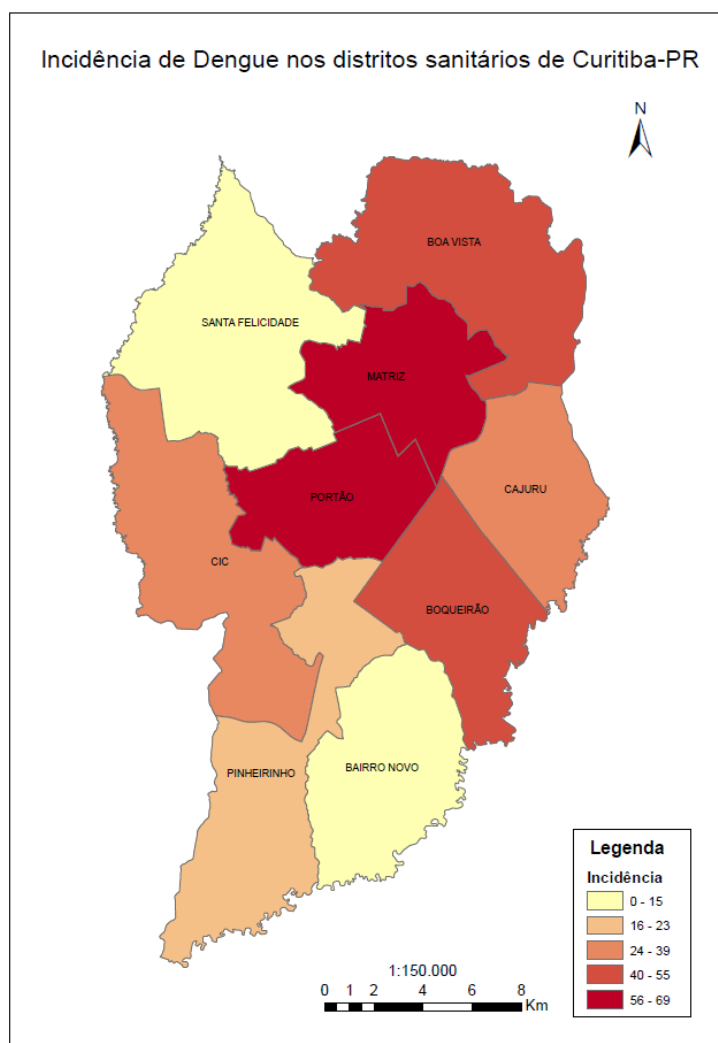 Incidência de Dengue nos distritos sanitários de Curitiba-PR
N
BOA VISTA
SANTA FELICIDADE
MATRIZ
CAJURU
PORTÃO
CIC
BOQUEIRÃO
PINHEIRINHO
BAIRRO NOVO
Legenda
Incidência
0 - 15
16 - 23
24 - 39
40 - 55
56 - 69
1:150.000
0 1 2 4 6 8
Km